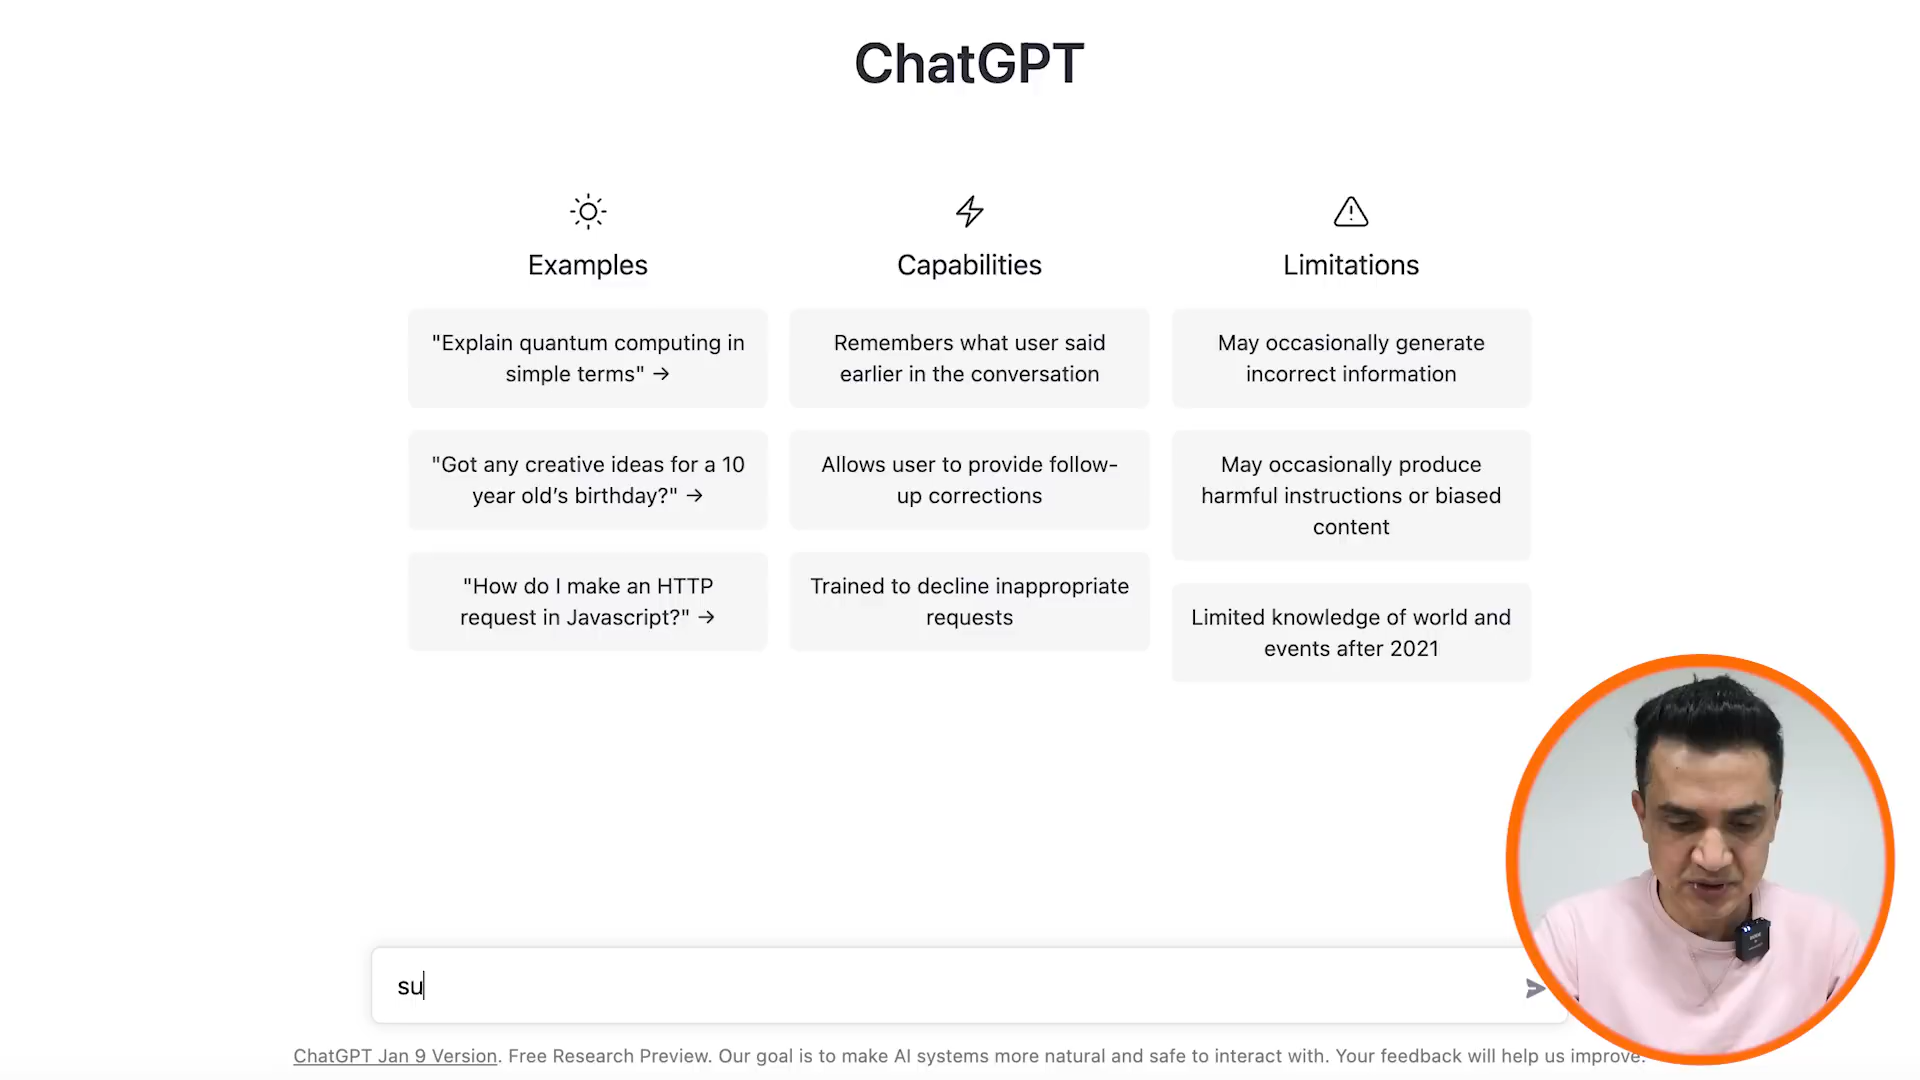 ChatGPT
Examples
"Explain quantum computing in
simple terms" →
"Got any creative ideas for a 10
year old's birthday?" →
"How do I make an HTTP
request in Javascript?" →
Capabilities
Remembers what user said
earlier in the conversation
Allows user to provide follow-
up corrections
Trained to decline inappropriate
requests
Limitations
May occasionally generate
incorrect information
May occasionally produce
harmful instructions or biased
content
Limited knowledge of world and
events after 2021
su
ChatGPT Jan 9 Version. Free Research Preview. Our goal is to make AI systems more natural and safe to interact with. Your feedback will help us improve.